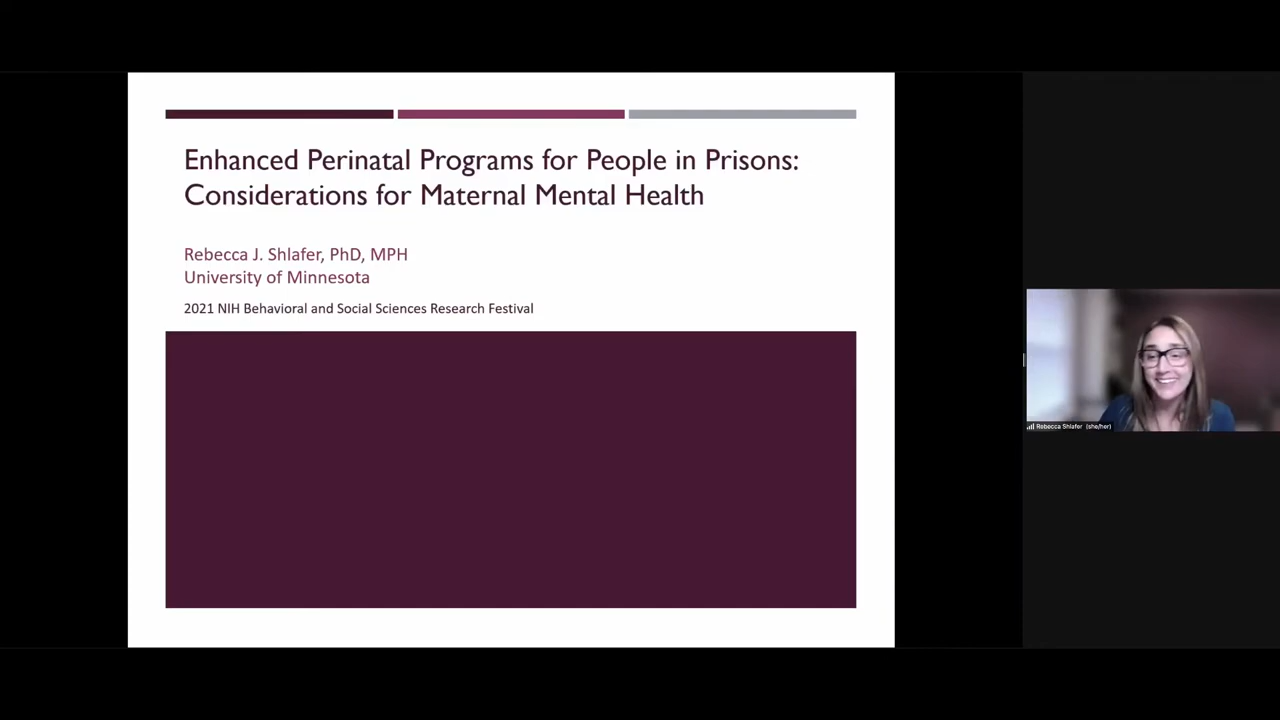 Enhanced Perinatal Programs for People in Prisons:
Considerations for Maternal Mental Health
Rebecca J. Shlafer, PhD, MPH
University of Minnesota
2021 NIH Behavioral and Social Sciences Research Festival
Rebecca Shlafer (she/her)